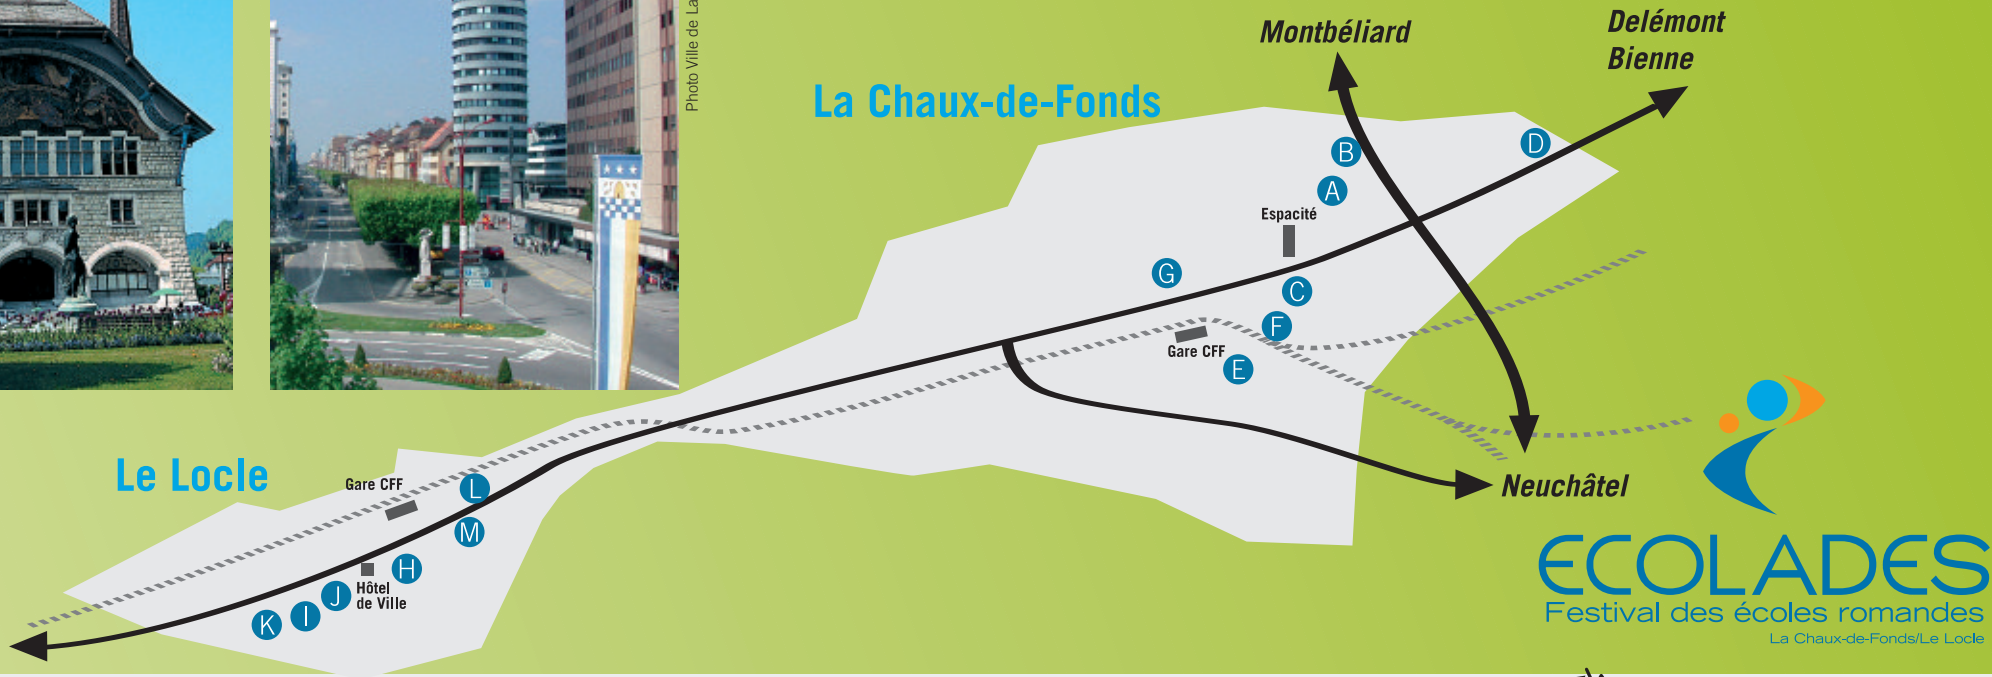 Photo Ville de La
Montbéliard
Delémont
Bienne
La Chaux-de-Fonds
B
D
A
Espacité
G
C
F
Gare CFF
E
Le Locle
Gare CFF
L
M
Neuchâtel
H
Hôtel
de Ville
J
I
K
ECOLADES
Festival des écoles romandes
La Chaux-de-Fonds/Le Locle